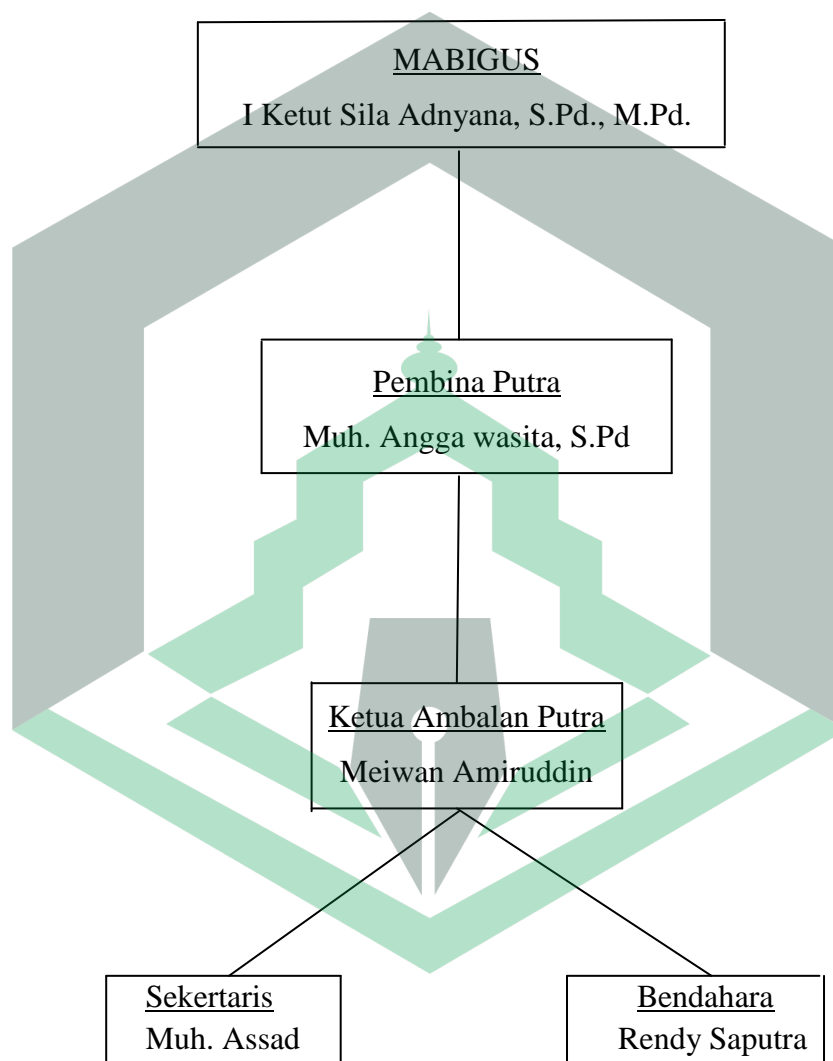 MABIGUS
I Ketut Sila Adnyana, S.Pd., M.Pd.
Pembina Putra
Muh. Angga wasita, S.Pd
Ketua Ambalan Putra
Meiwan Amiruddin
Sekertaris
Muh. Assad
Bendahara
Rendy Saputra